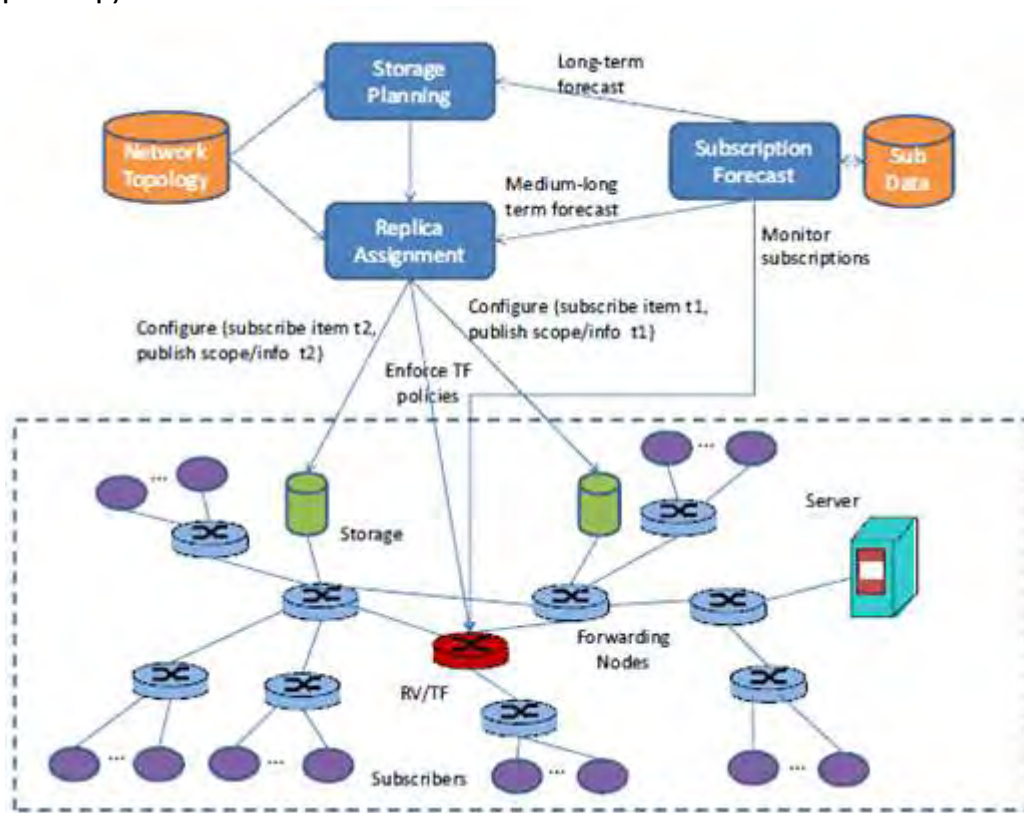 Storage
Planning
Long-term
forecast
Network
Topology
Subscription
Forecast
Sub
Data
Medium-long
term forecast
Replica
Assignment
Monitor
subscriptions
Configure (subscribe item t2,
publish scope/info t2)
Configure (subscribe item t1,
publish scope/info t1)
Enforce TF
policies
...
...
Server
Storage
Forwarding
Nodes
RV/TF
...
...
Subscribers
...
...